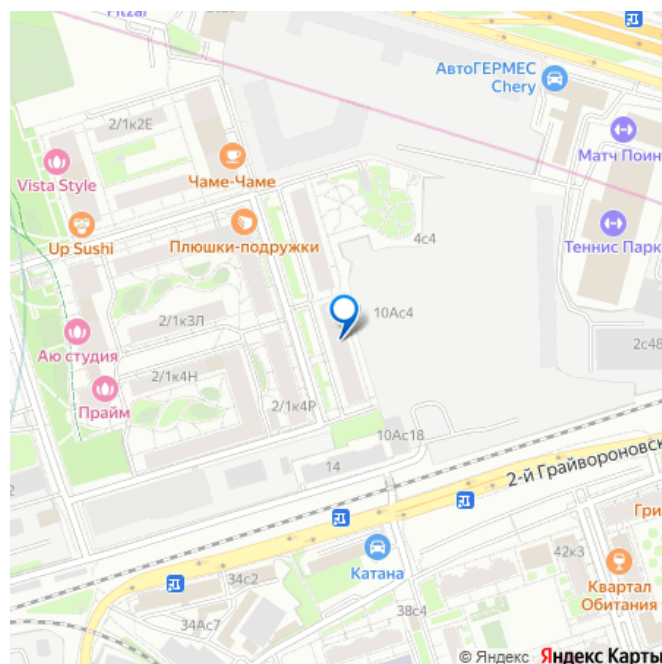 АвтоГЕРМЕС
Chery
2/1к2Е
Матч Поин
Vista Style
Чаме-Чаме
Up Sushi
Плюшки-подружки
4с4
Теннис Парк
10Ас4
2/1к3Л
Аю студия
2с48
2/1к4Н
Прайм
2/1к4Р
10Ас18
14
2-й Грайвороновск
2
Гри
42к3
Катана
34с2
Квартал
Обитания
38с4
34Ас7
© Яндекс Яндекс Карты